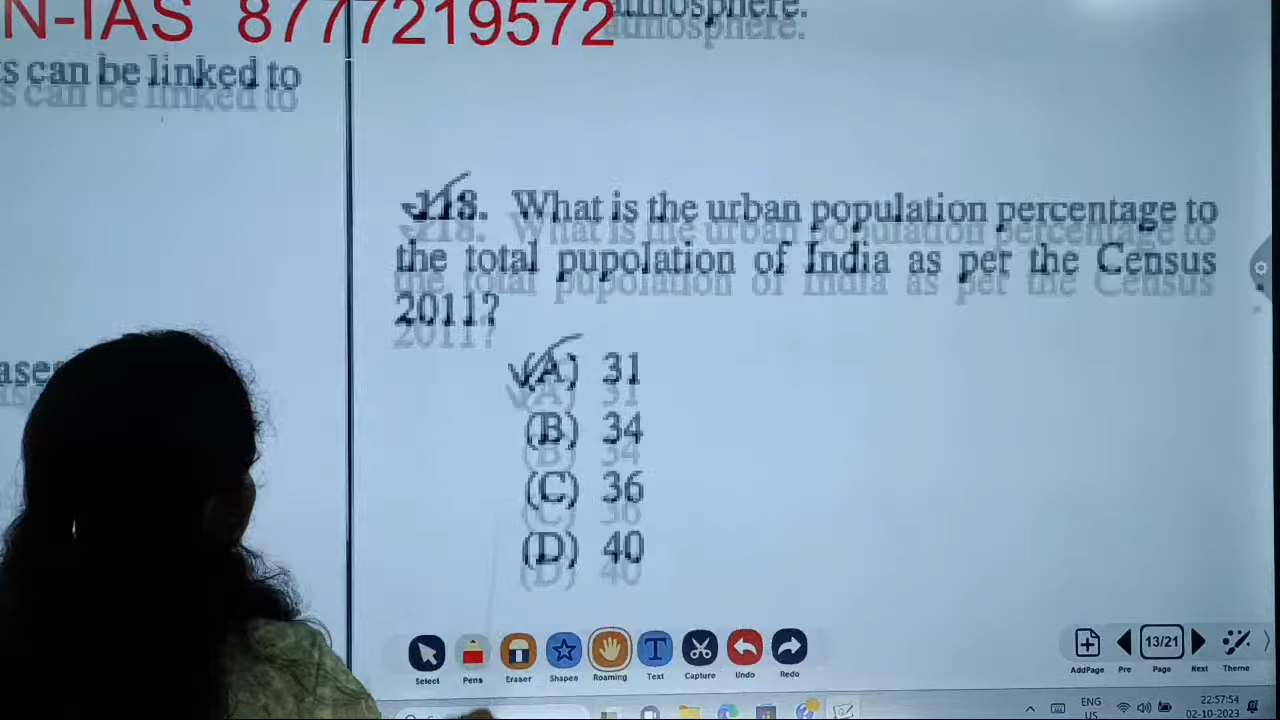 N-IAS 8777219572
atmosphere.
s can be linked to
118. What is the urban population percentage to
the total pupolation of India as per the Census
2011?
(A) 31
(B) 34
(C) 36
(D) 40
Select
Pens
Eraser
Shapes
Roaming
Text
Capture
Undo
Redo
AddPage
Pre
13/21
Page
Next
Theme
ENG
US
22:57:54
02-10-2023